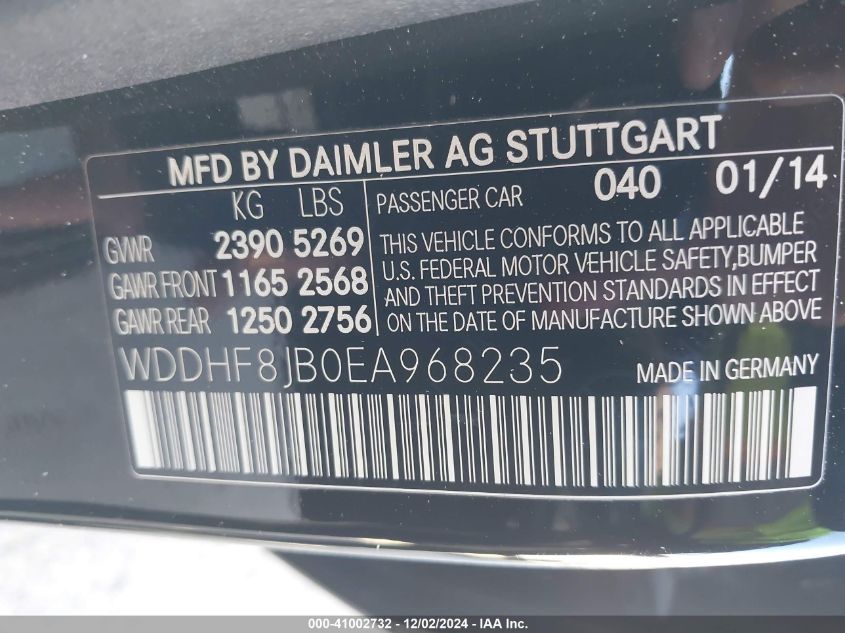 MFD BY DAIMLER AG STUTTGART
KG LBS PASSENGER CAR 040 01/14
GVWR 2390 5269
GAWR FRONT 1165 2568
GAWR REAR 1250 2756
THIS VEHICLE CONFORMS TO ALL APPLICABLE
U.S. FEDERAL MOTOR VEHICLE SAFETY,BUMPER
AND THEFT PREVENTION STANDARDS IN EFFECT
ON THE DATE OF MANUFACTURE SHOWN ABOVE
WDDHF8JB0EA968235 MADE IN GERMANY
000-41002732 - 12/02/2024 - IAA Inc.